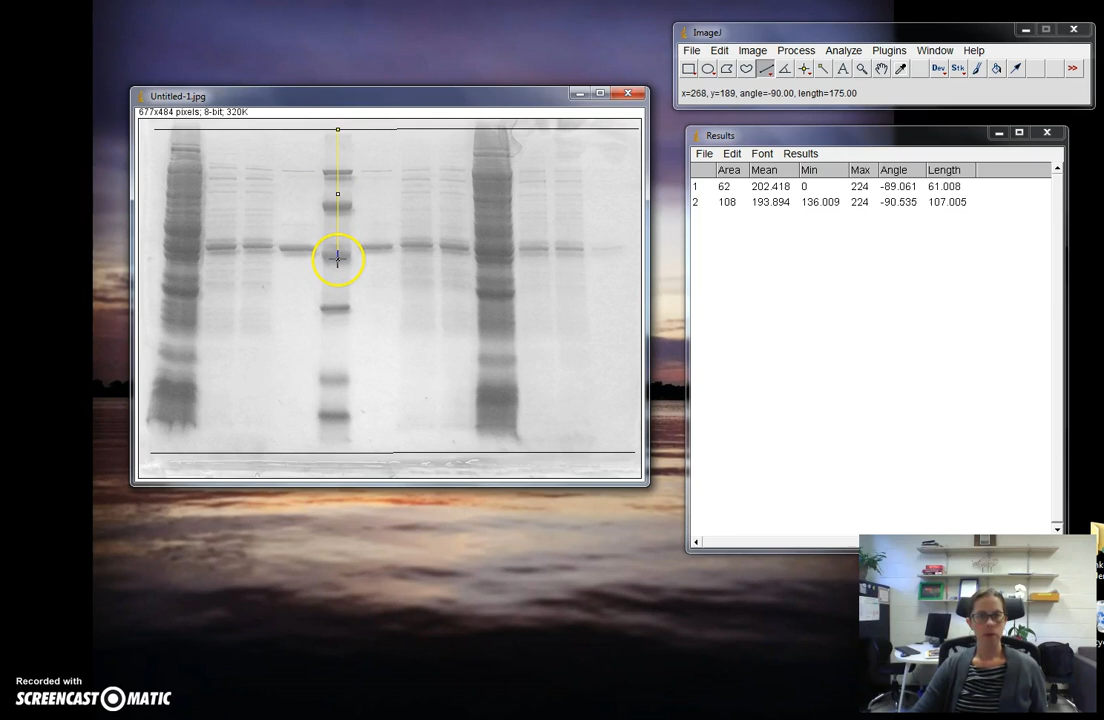 ImageJ
File Edit Image Process Analyze Plugins Window Help
Dev Stk >>
x=268, y=189, angle=-90.00, length=175.00
Untitled-1.jpg
677x484 pixels; 8-bit; 320K
Results
File Edit Font Results
Area Mean Min Max Angle Length
1 62 202.418 0 224 -89.061 61.008
2 108 193.894 136.009 224 -90.535 107.005
Recorded with
SCREENCAST-O-MATIC